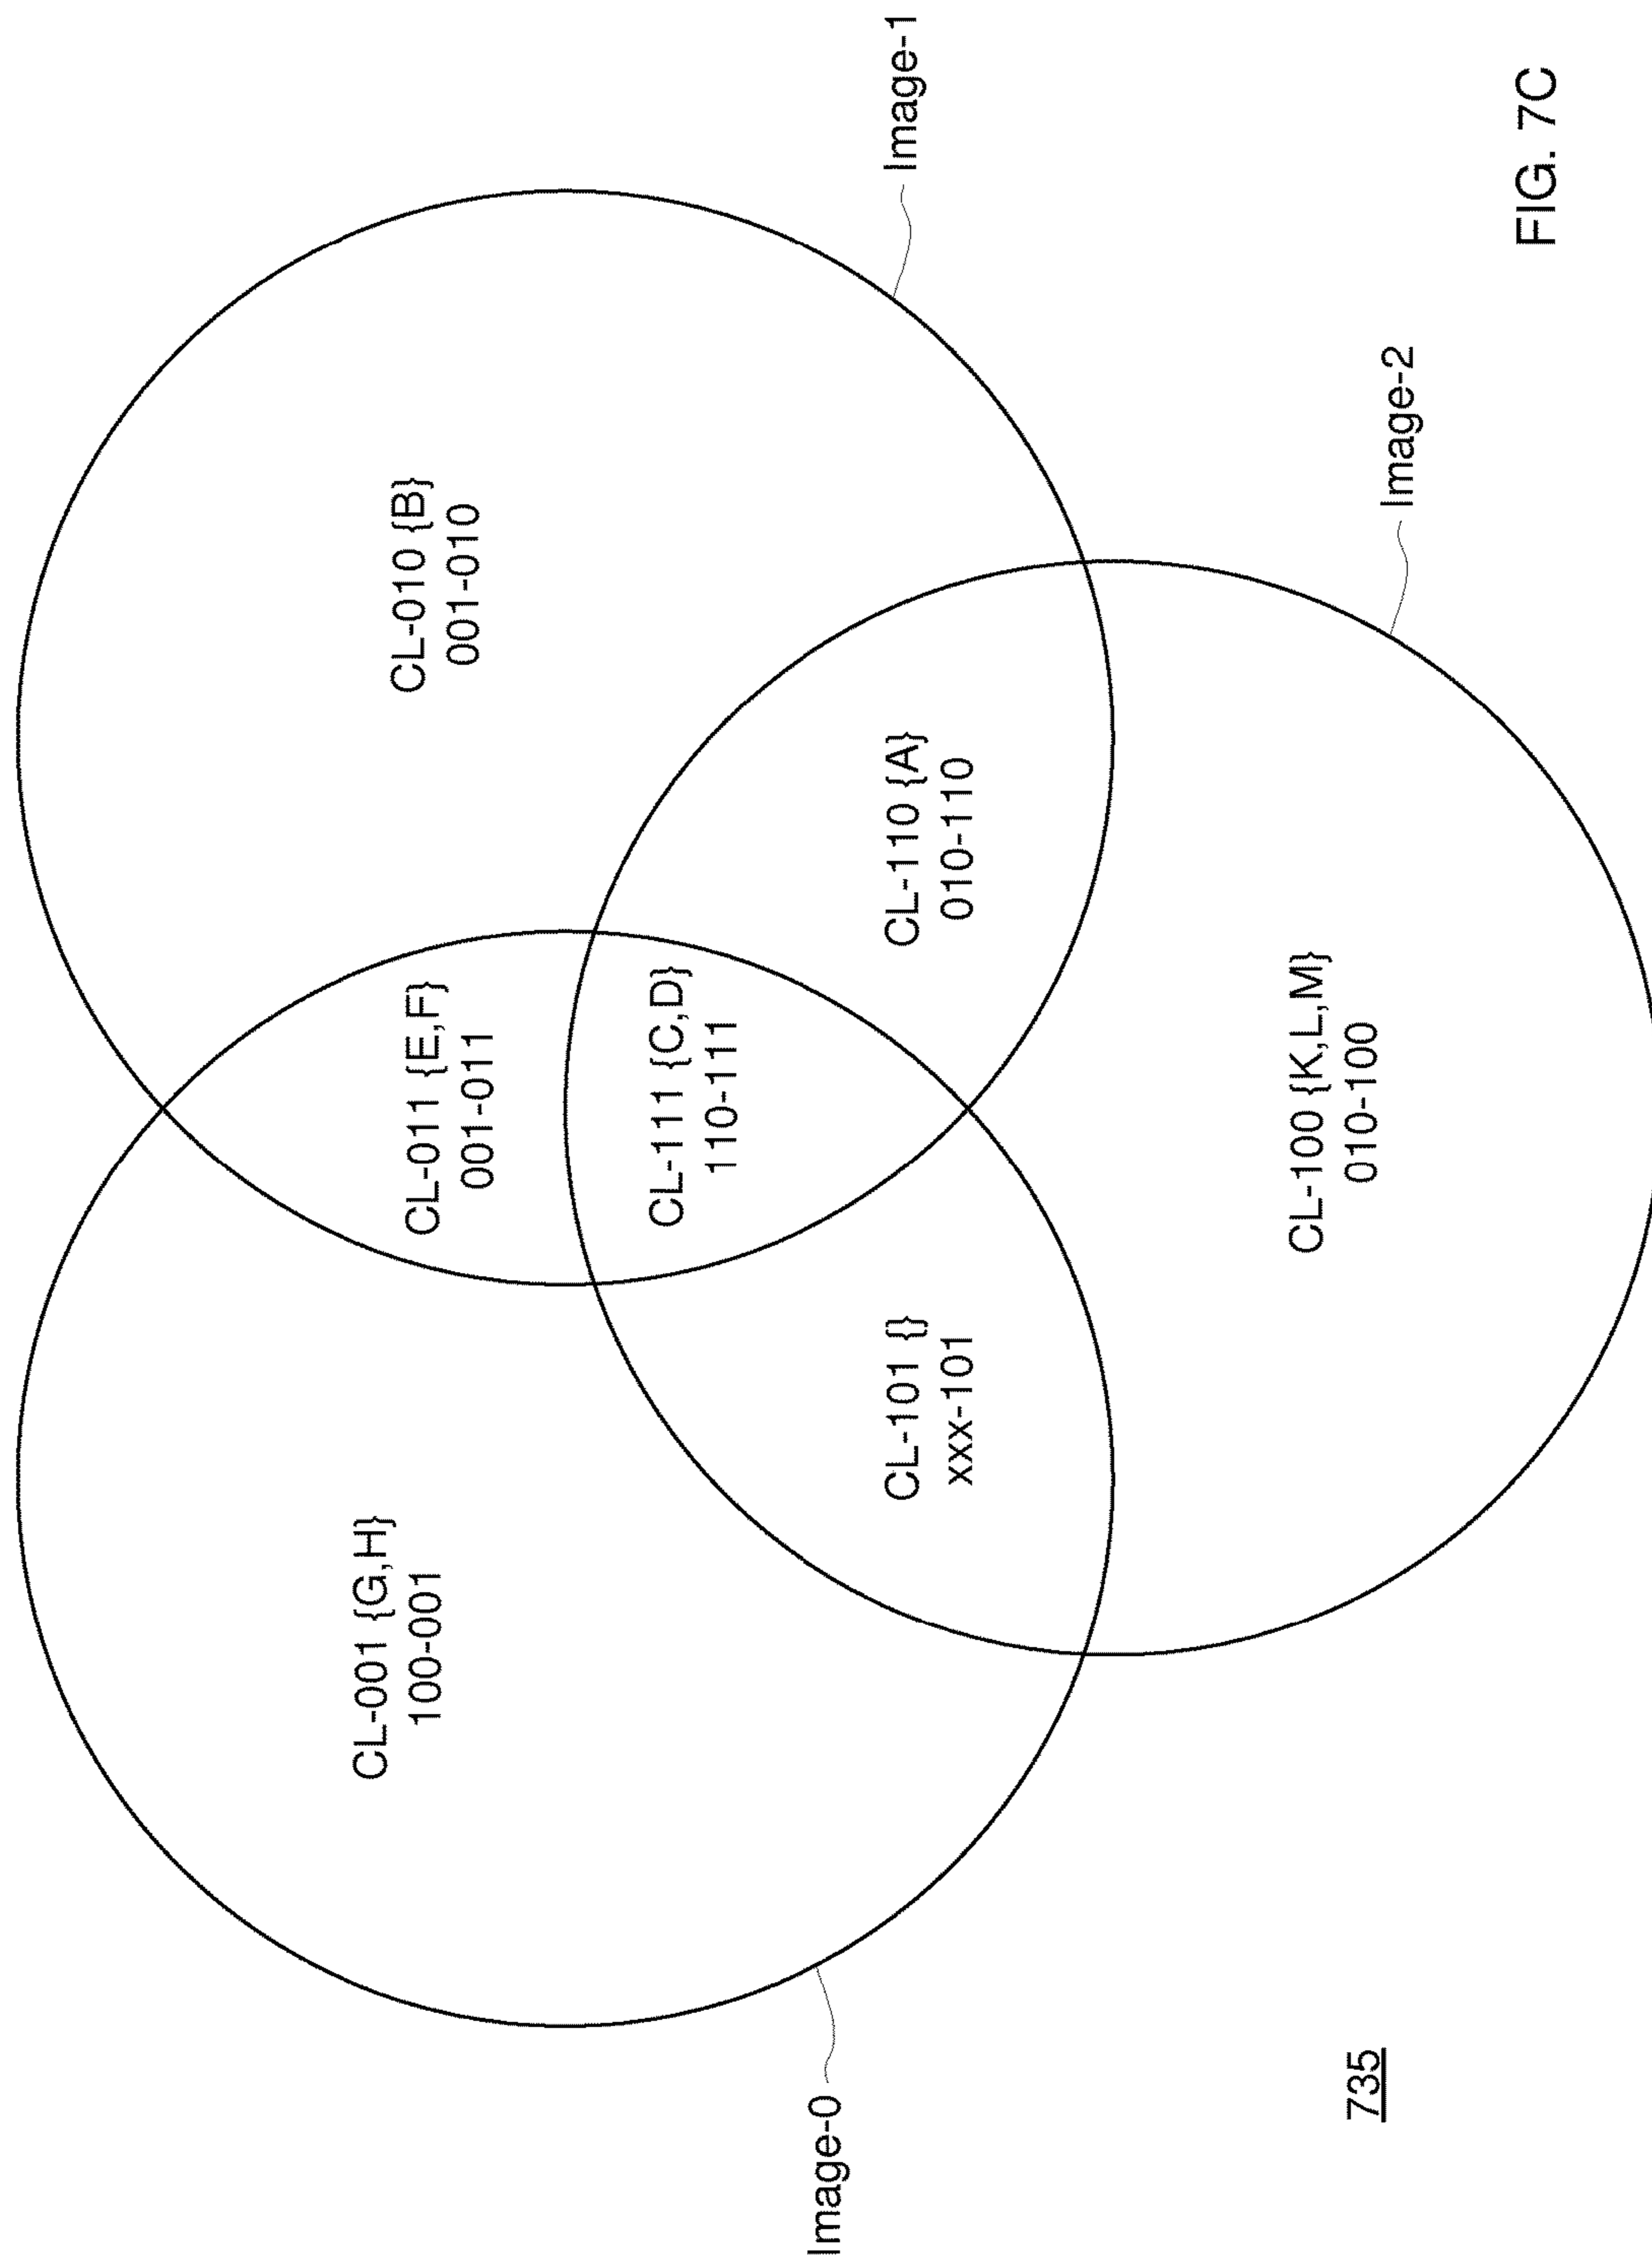 CL-001 {G,H}
100-001
CL-011 {E,F}
001-011
CL-010 {B}
001-010
CL-111 {C,D}
110-111
CL-101 {}
xxx-101
CL-110 {A}
010-110
Image-0
Image-1
CL-100 {K,L,M}
010-100
Image-2
735
FIG. 7C